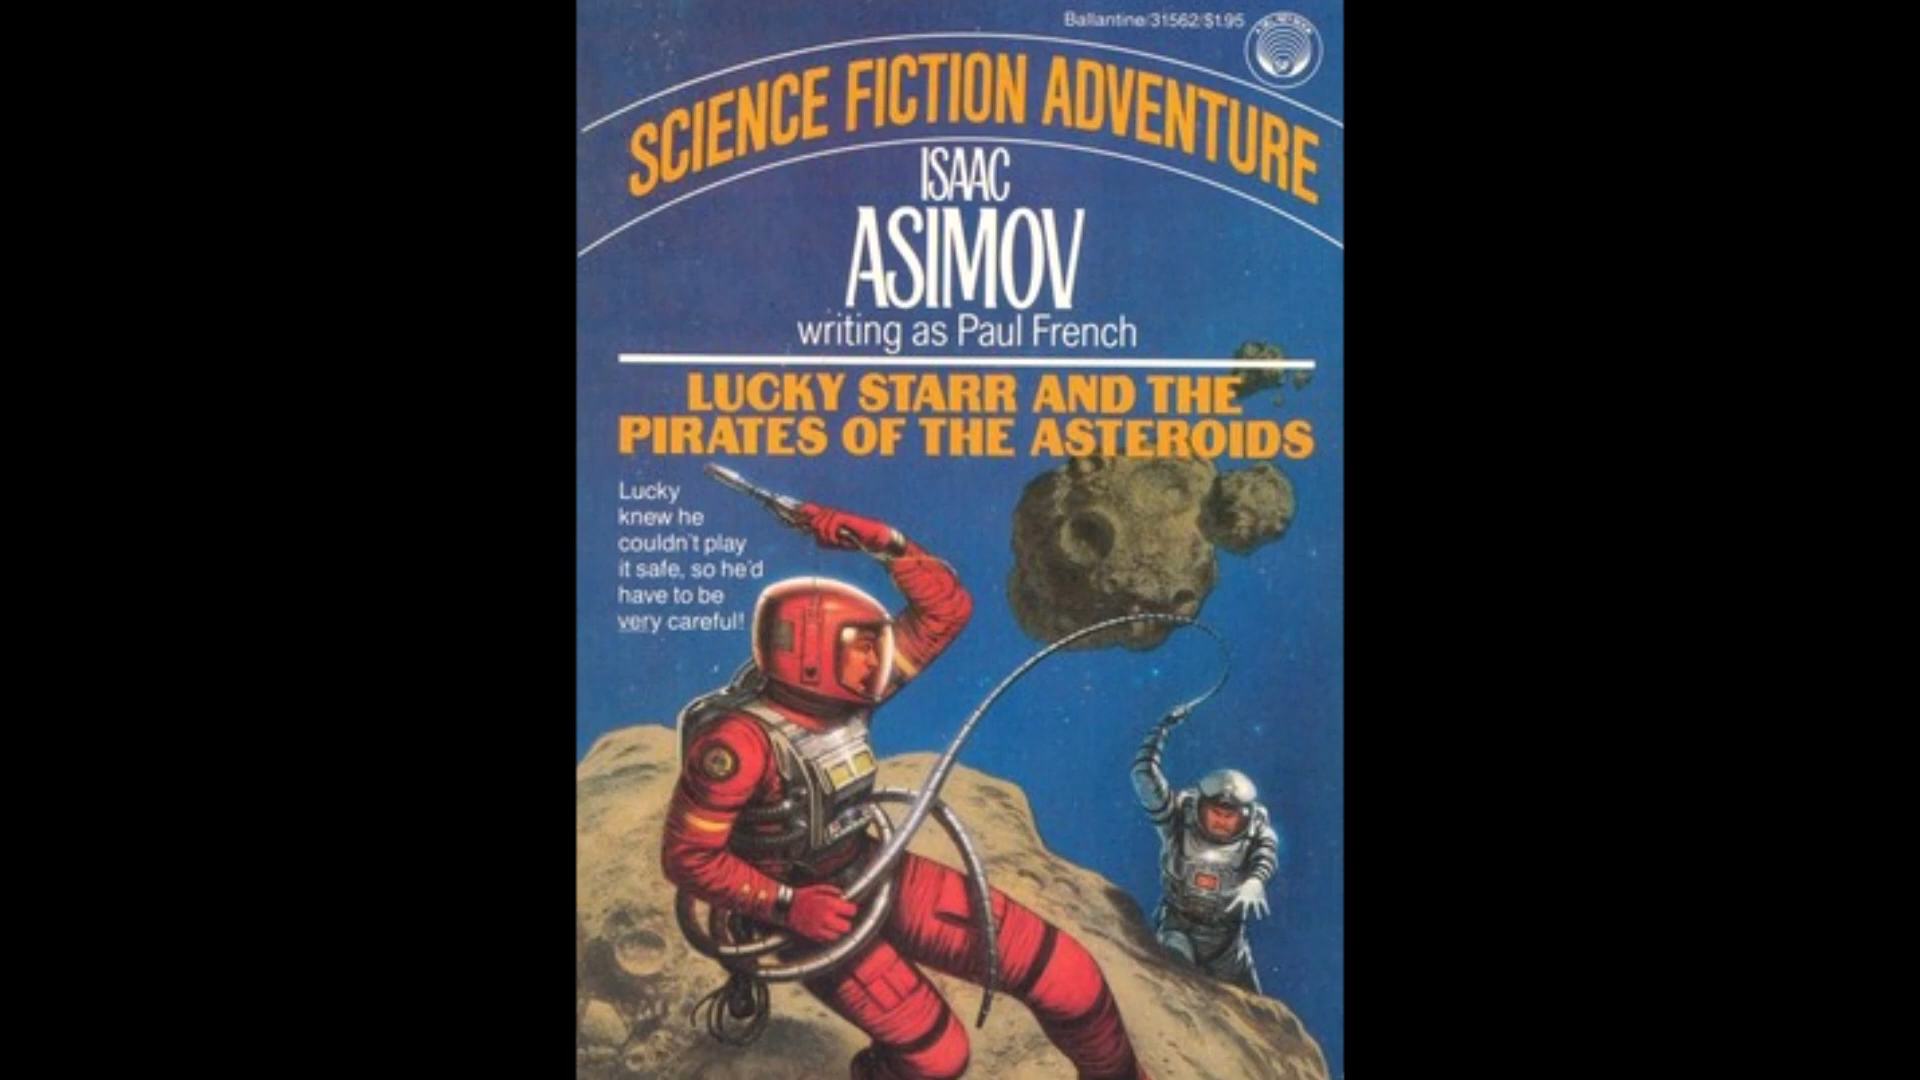 Ballantine/31562/$1.95
SCIENCE FICTION ADVENTURE
ISAAC
ASIMOV
writing as Paul French
LUCKY STARR AND THE
PIRATES OF THE ASTEROIDS
Lucky
knew he
couldn't play
it safe, so he'd
have to be
very careful!